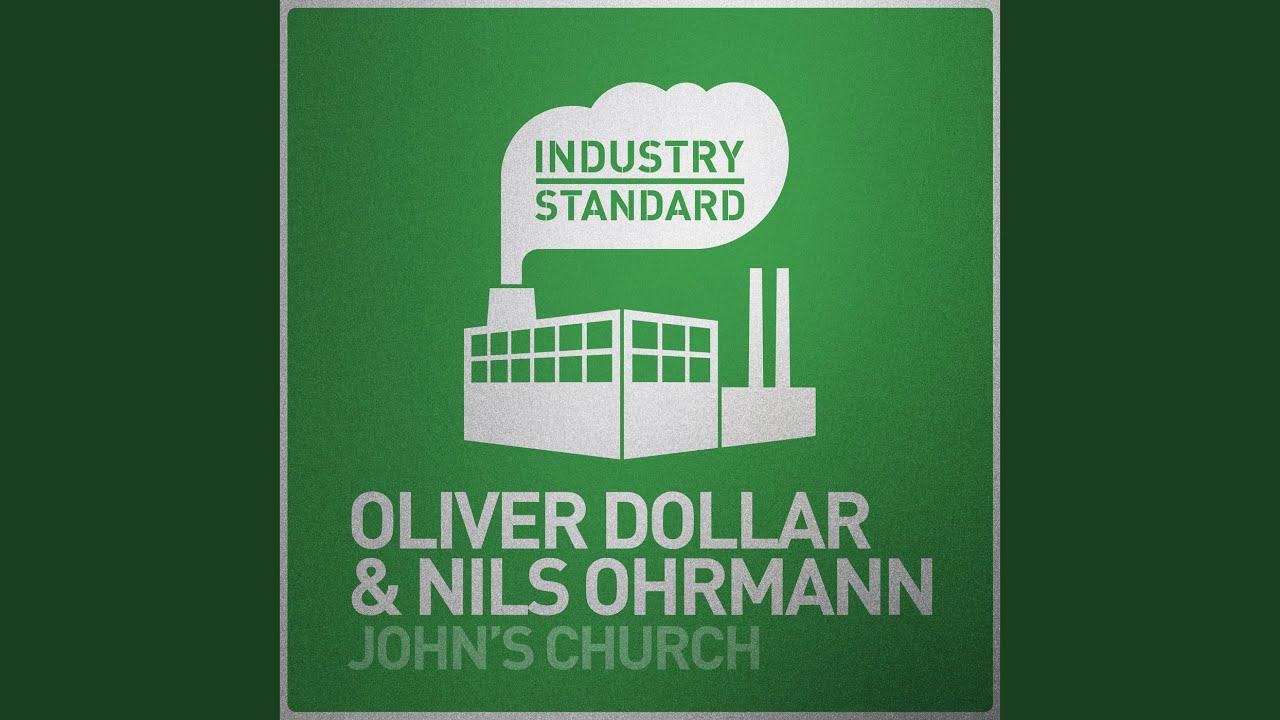 INDUSTRY
STANDARD
OLIVER DOLLAR
& NILS OHRMANN
JOHN'S CHURCH